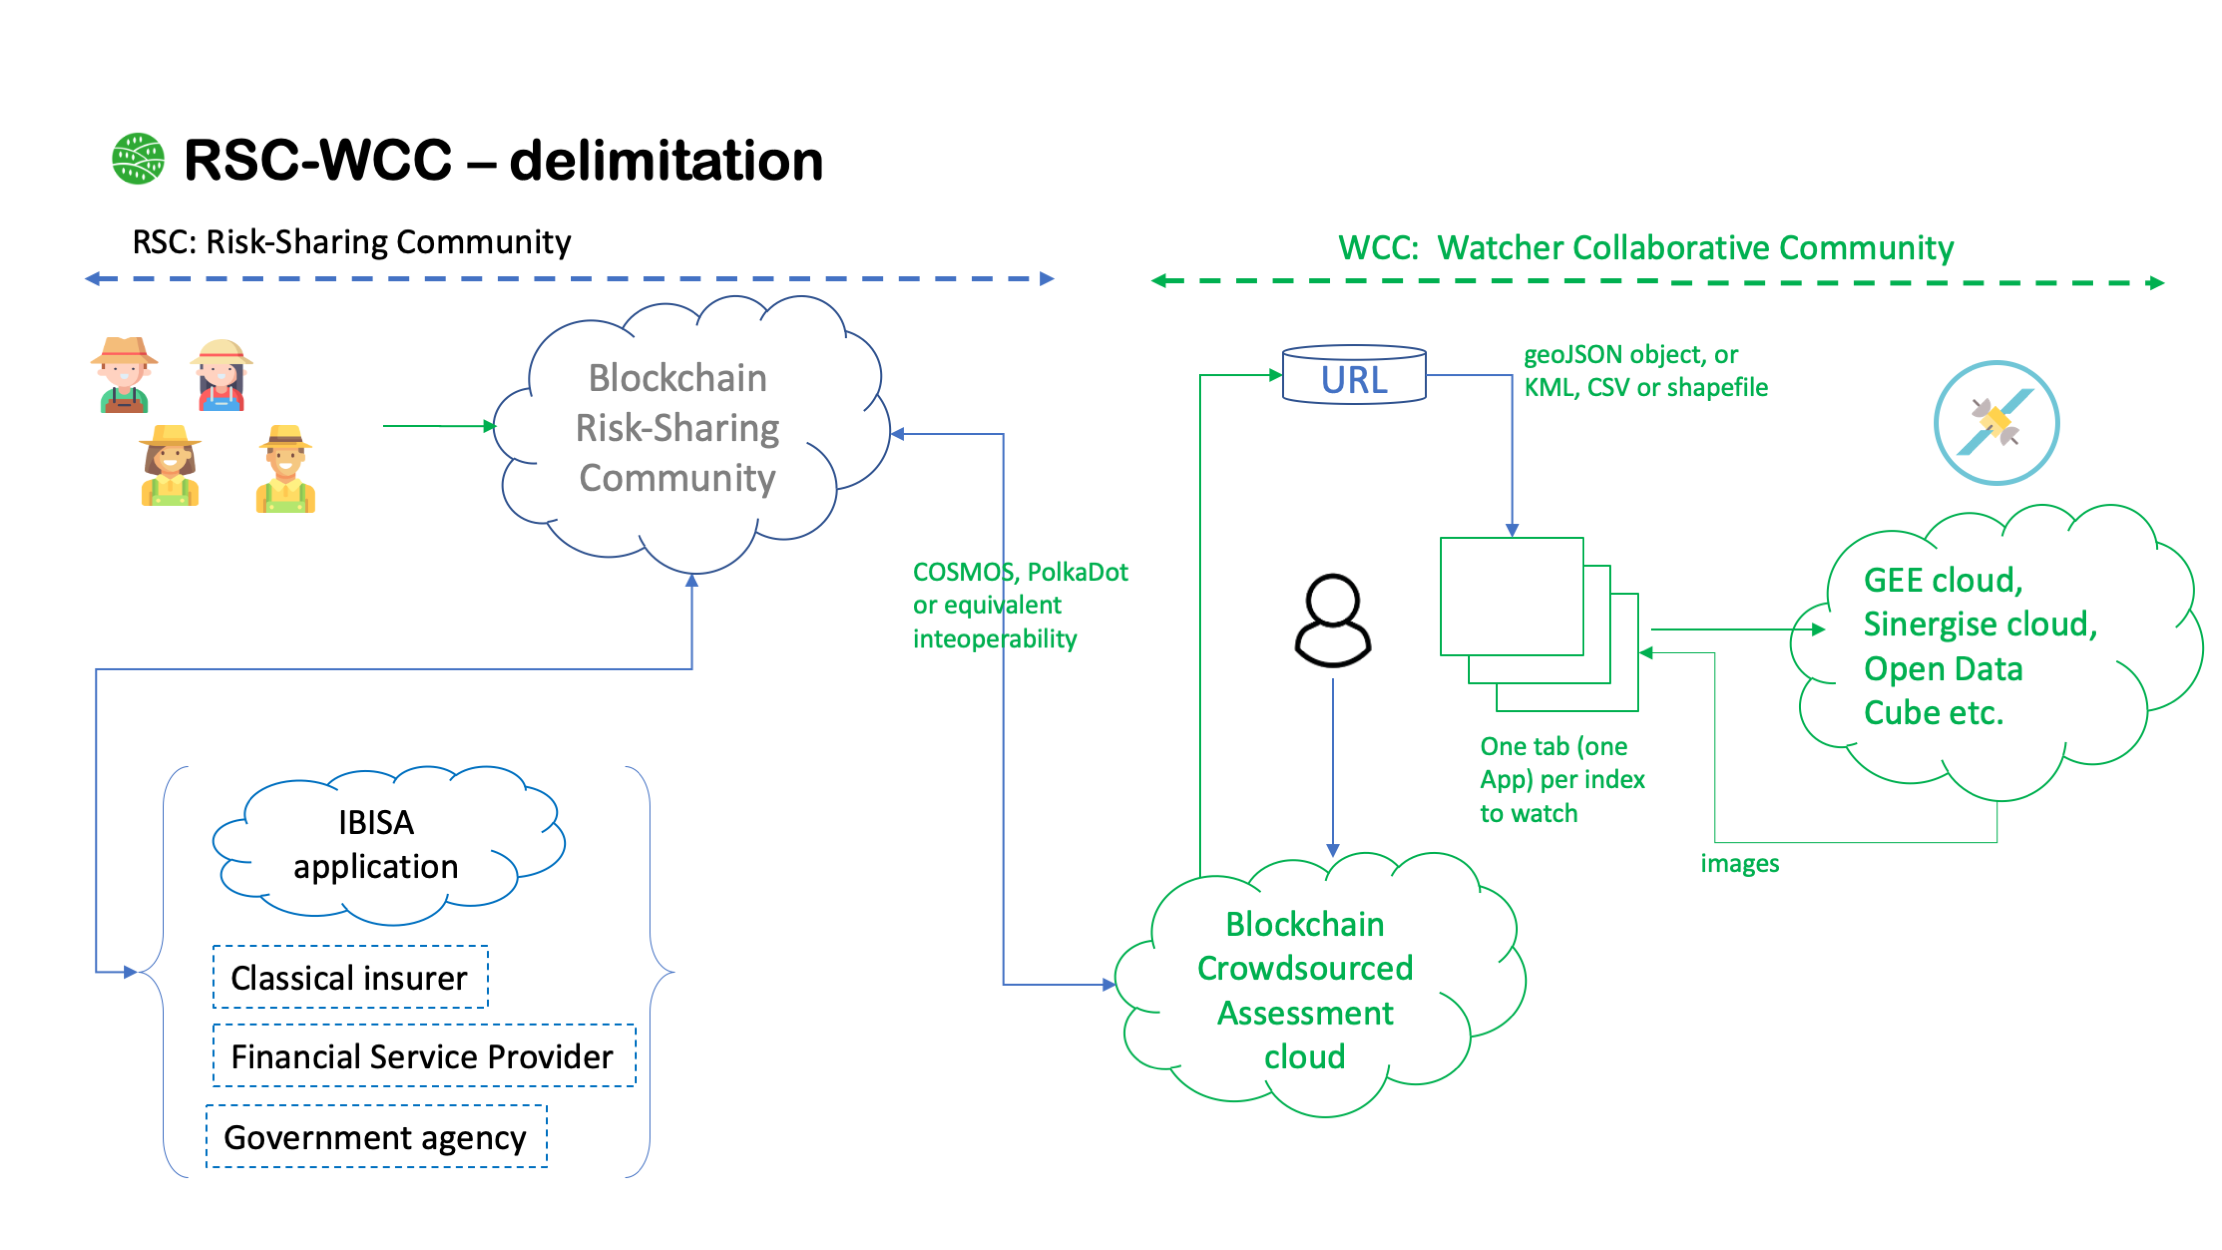 RSC-WCC – delimitation
RSC: Risk-Sharing Community
WCC:  Watcher Collaborative Community
Blockchain
Risk-Sharing
Community
URL
geoJSON object, or
KML, CSV or shapefile
COSMOS, PolkaDot
or equivalent
inteoperability
GEE cloud,
Sinergise cloud,
Open Data
Cube etc.
One tab (one
App) per index
to watch
images
IBISA
application
Classical insurer
Financial Service Provider
Government agency
Blockchain
Crowdsourced
Assessment
cloud